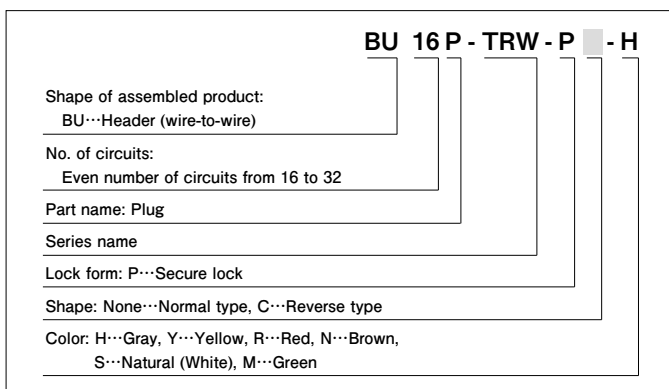 BU 16 P - TRW - P - H
Shape of assembled product:
BU···Header (wire-to-wire)
No. of circuits:
Even number of circuits from 16 to 32
Part name: Plug
Series name
Lock form: P···Secure lock
Shape: None···Normal type, C···Reverse type
Color: H···Gray, Y···Yellow, R···Red, N···Brown,
S···Natural (White), M···Green